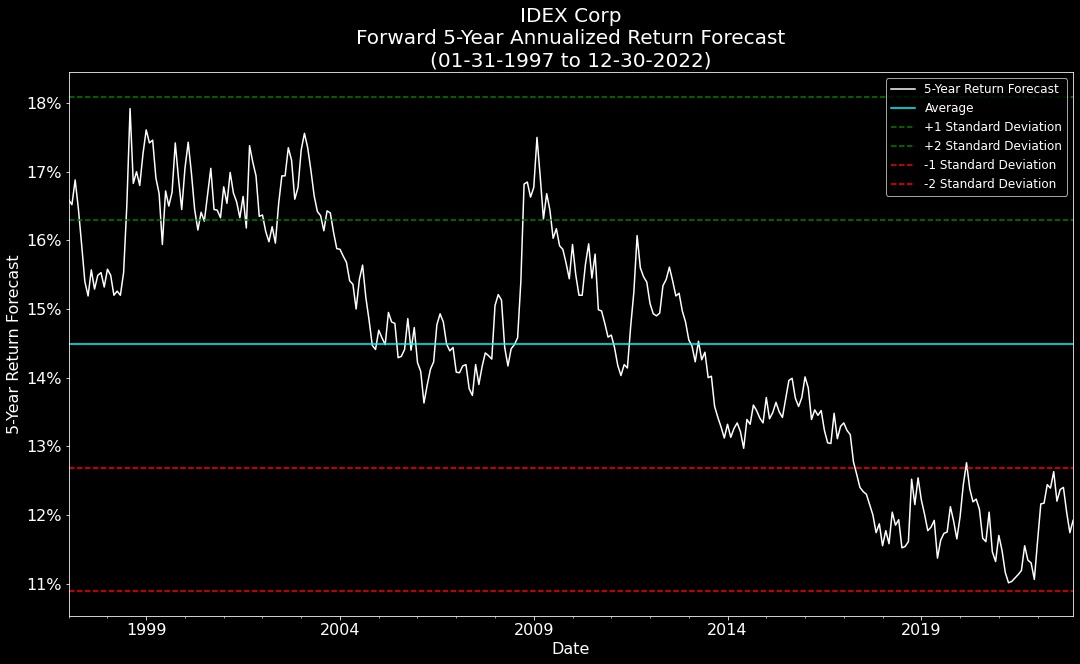 IDEX Corp
Forward 5-Year Annualized Return Forecast
(01-31-1997 to 12-30-2022)
5-Year Return Forecast
Average
+1 Standard Deviation
+2 Standard Deviation
-1 Standard Deviation
-2 Standard Deviation
18%
17%
16%
15%
14%
13%
12%
11%
5-Year Return Forecast
1999 2004 2009 2014 2019
Date